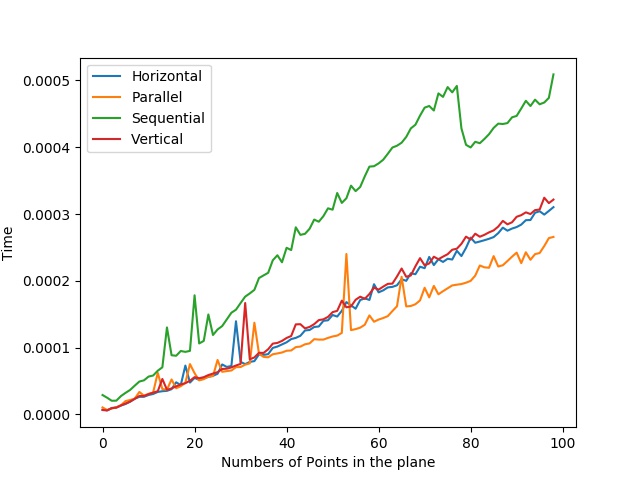 Horizontal
Parallel
Sequential
Vertical
0.0005
0.0004
0.0003
0.0002
0.0001
0.0000
Time
0 20 40 60 80 100
Numbers of Points in the plane